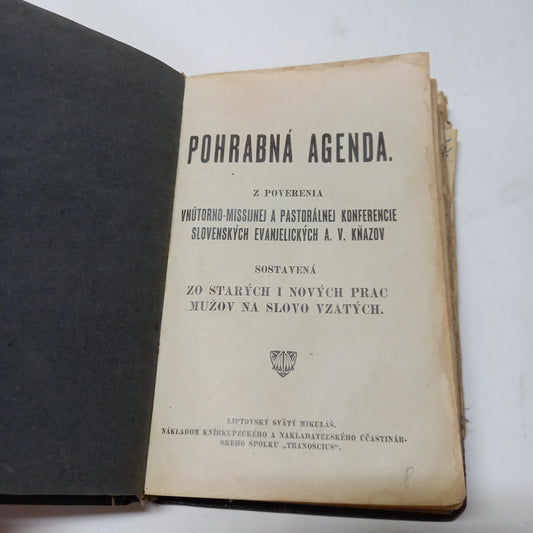 POHRABNÁ AGENDA.
Z POVERENIA
VNÚTORNO-MISSIJNEJ A PASTORÁLNEJ KONFERENCIE
SLOVENSKÝCH EVANJELICKÝCH A. V. KŇAZOV
SOSTAVENÁ
ZO STARÝCH I NOVÝCH PRAC
MUŽOV NA SLOVO VZATÝCH.
LIPTOVSKÝ SVÄTÝ MIKULÁŠ.
NÁKLADOM KNÍHKUPECKÉHO A NAKLADATEĽSKÉHO ÚČASTINÁR-
SKEHO SPOLKU „TRANOSCIUS".